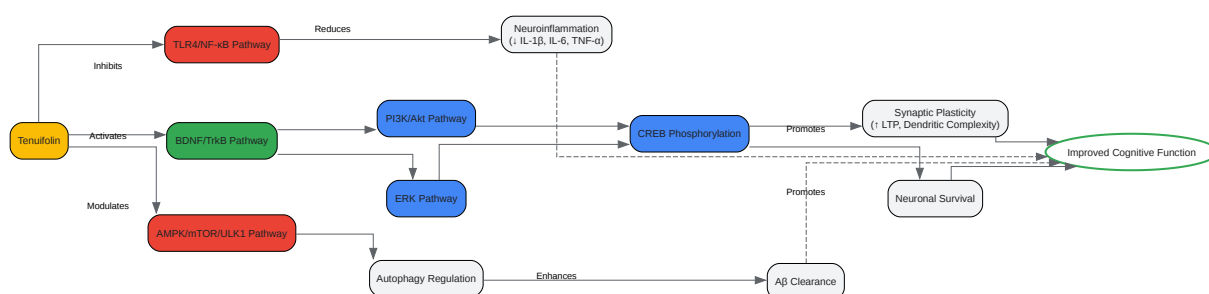 Neuroinflammation
(↓ IL-1β, IL-6, TNF-α)
Reduces
TLR4/NF-κB Pathway
Inhibits
PI3K/Akt Pathway
Synaptic Plasticity
(↑ LTP, Dendritic Complexity)
Tenuifolin
Activates
BDNF/TrkB Pathway
CREB Phosphorylation
Promotes
Improved Cognitive Function
ERK Pathway
Promotes
Neuronal Survival
Modulates
AMPK/mTOR/ULK1 Pathway
Autophagy Regulation
Enhances
Aβ Clearance